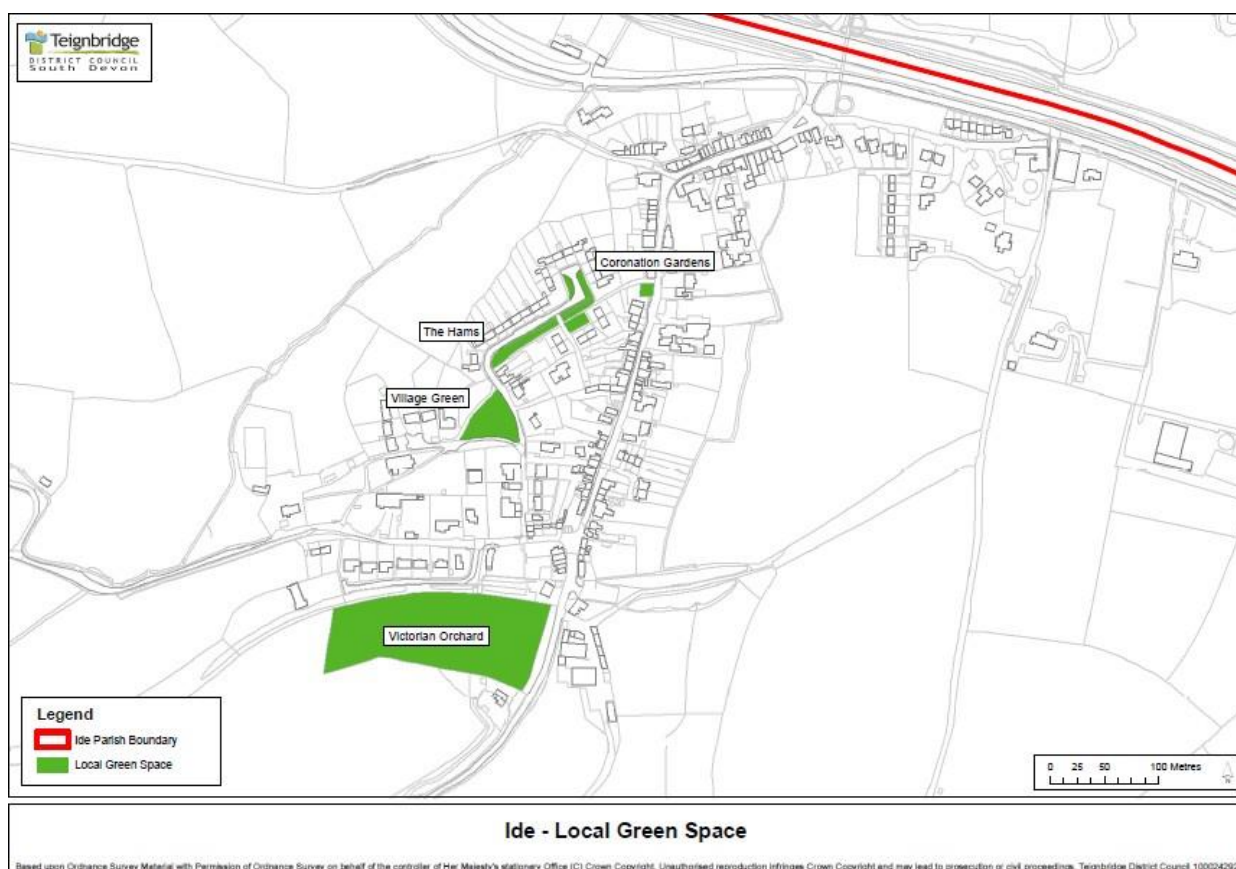 Teignbridge
DISTRICT COUNCIL
South Devon
Coronation Gardens
The Hams
Village Green
Victorian Orchard
Legend
Ide Parish Boundary
Local Green Space
0 25 50 100 Metres
N
Ide - Local Green Space
Based upon Ordnance Survey Material with Permission of Ordnance Survey on behalf of the controller of Her Majesty's stationary Office (C) Crown Copyright. Unauthorised reproduction infringes Crown Copyright and may lead to prosecution or civil proceedings. Teignbridge District Council 100024292